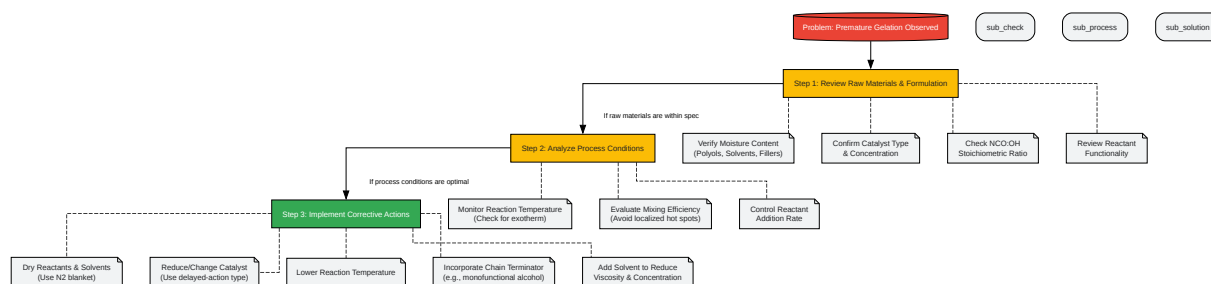 Problem: Premature Gelation Observed
sub_check
sub_process
sub_solution
Step 1: Review Raw Materials & Formulation
If raw materials are within spec
Step 2: Analyze Process Conditions
Verify Moisture Content
(Polyols, Solvents, Fillers)
Confirm Catalyst Type
& Concentration
Check NCO:OH
Stoichiometric Ratio
Review Reactant
Functionality
If process conditions are optimal
Step 3: Implement Corrective Actions
Monitor Reaction Temperature
(Check for exotherm)
Evaluate Mixing Efficiency
(Avoid localized hot spots)
Control Reactant
Addition Rate
Dry Reactants & Solvents
(Use N2 blanket)
Reduce/Change Catalyst
(Use delayed-action type)
Lower Reaction Temperature
Incorporate Chain Terminator
(e.g., monofunctional alcohol)
Add Solvent to Reduce
Viscosity & Concentration